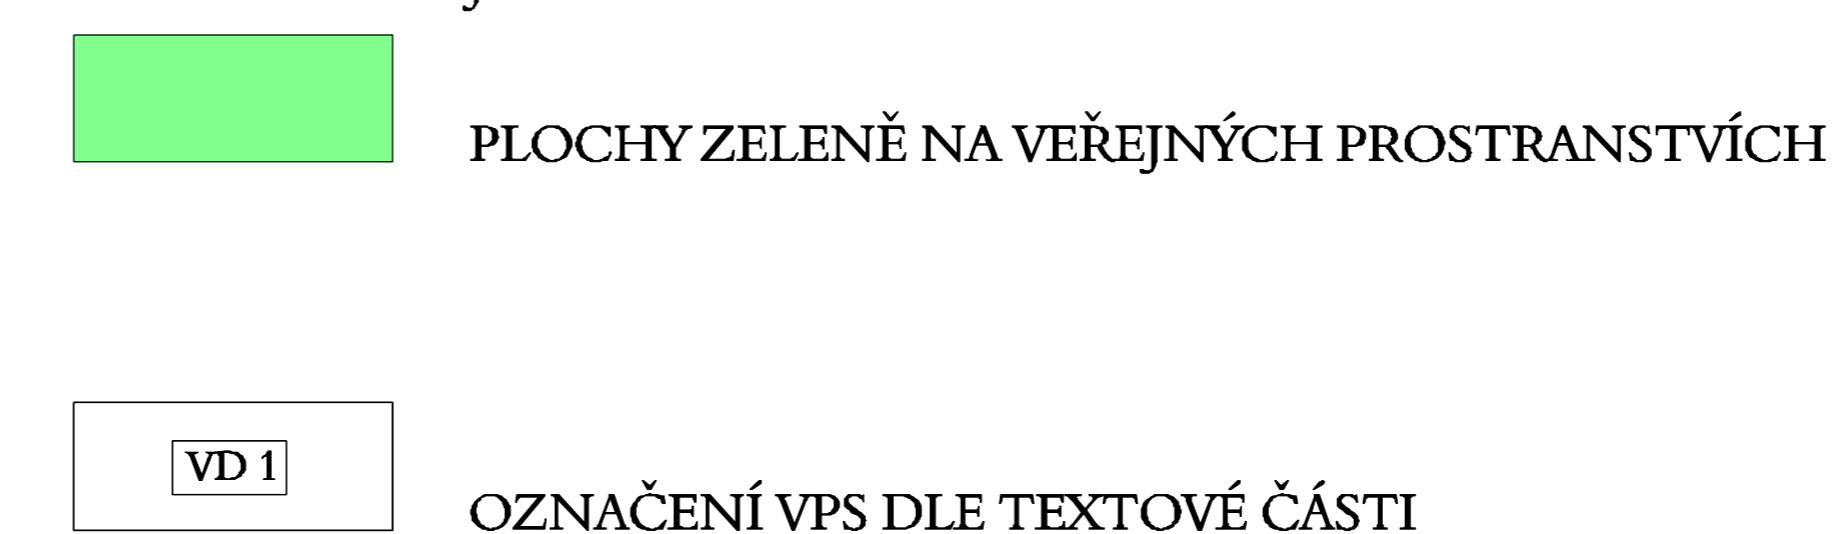 PLOCHY ZELENĚ NA VEŘEJNÝCH PROSTRANSTVÍCH
VD 1
OZNAČENÍ VPS DLE TEXTOVÉ ČÁSTI